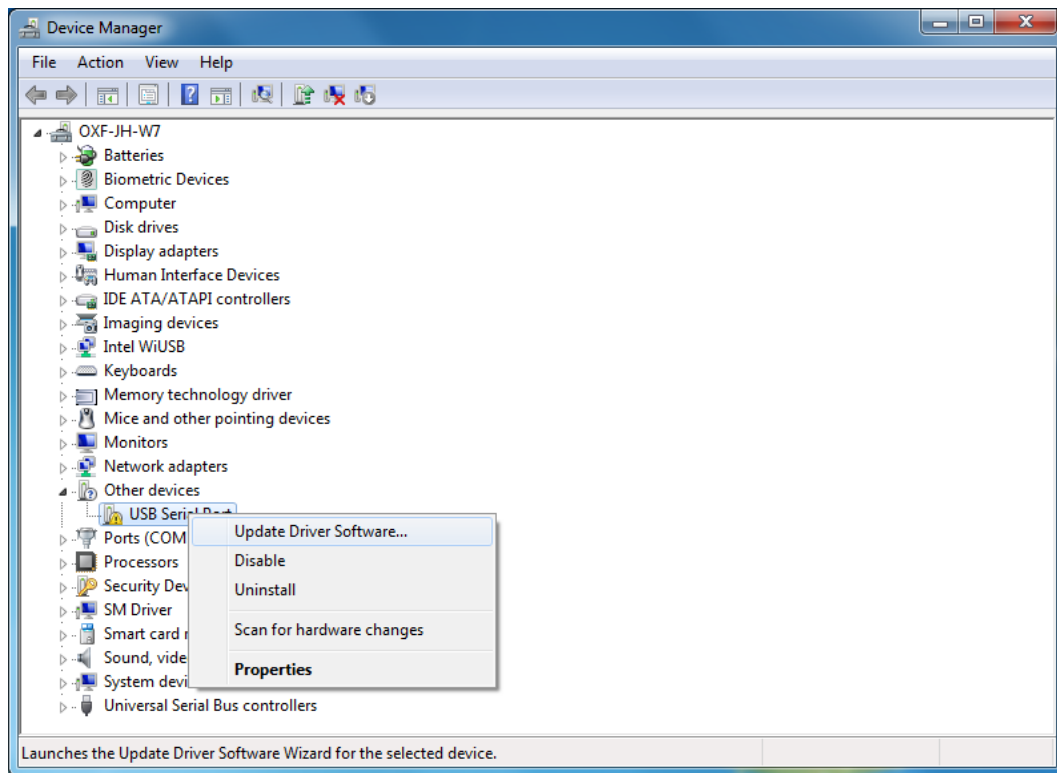 Device Manager
File Action View Help
OXF-JH-W7
Batteries
Biometric Devices
Computer
Disk drives
Display adapters
Human Interface Devices
IDE ATA/ATAPI controllers
Imaging devices
Intel WiUSB
Keyboards
Memory technology driver
Mice and other pointing devices
Monitors
Network adapters
Other devices
USB Serial Port
Update Driver Software...
Ports (COM
Disable
Processors
Uninstall
Security Dev
SM Driver
Scan for hardware changes
Smart card r
Sound, vide
Properties
System devi
Universal Serial Bus controllers
Launches the Update Driver Software Wizard for the selected device.